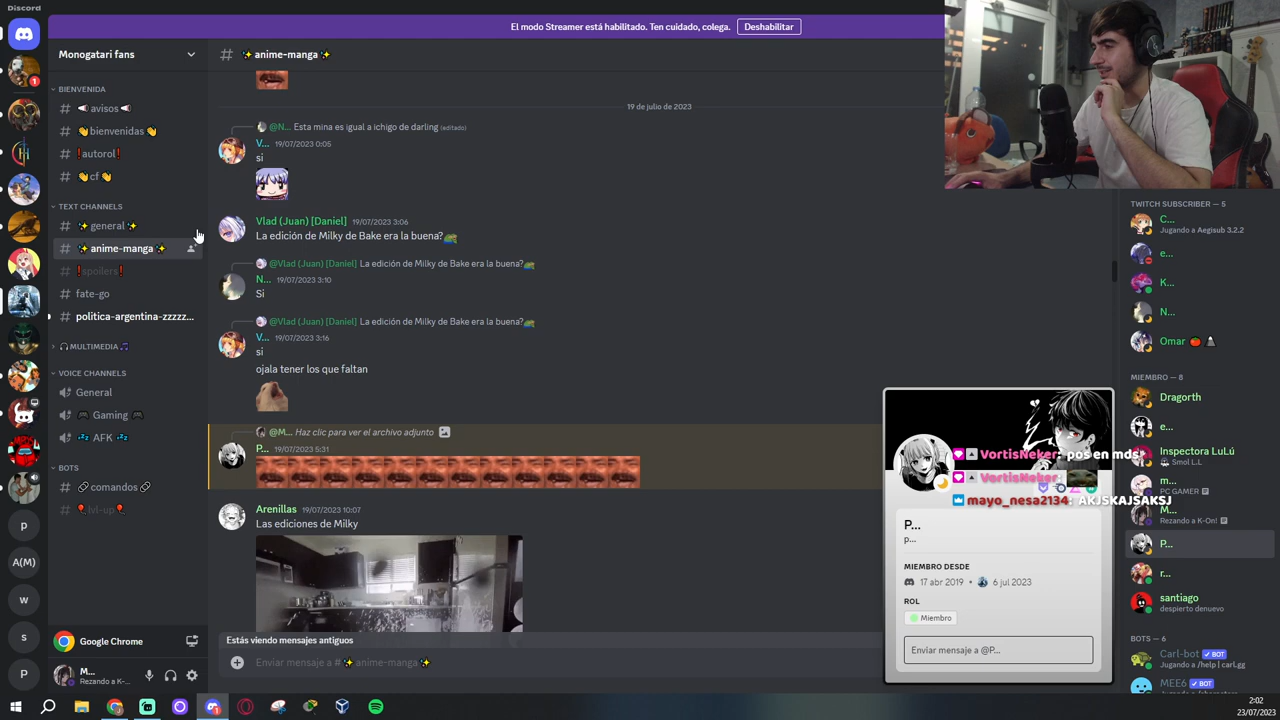 Discord
El modo Streamer está habilitado. Ten cuidado, colega.
Deshabilitar
Monogatari fans
# ✨anime-manga✨
BIENVENIDA
# 📢avisos📢
# 👋bienvenidas👋
# ❗autorol❗
# 👋cf👋
TEXT CHANNELS
# ✨general✨
# ✨anime-manga✨
# ❗spoilers❗
# fate-go
# politica-argentina-zzzzz...
🎧MULTIMEDIA🎵
VOICE CHANNELS
General
🎮 Gaming 🎮
💤 AFK 💤
BOTS
# 🔗comandos🔗
# 🎈lvl-up🎈
1
P
A(M)
w
s
P
Google Chrome
M...
Rezando a K-...
19 de julio de 2023
@N... Esta mina es igual a ichigo de darling (editado)
V... 19/07/2023 0:05
si
Vlad (Juan) [Daniel] 19/07/2023 3:06
La edición de Milky de Bake era la buena?
@Vlad (Juan) [Daniel] La edición de Milky de Bake era la buena?
N... 19/07/2023 3:10
Si
@Vlad (Juan) [Daniel] La edición de Milky de Bake era la buena?
V... 19/07/2023 3:16
si
ojala tener los que faltan
@M... Haz clic para ver el archivo adjunto
P... 19/07/2023 5:31
Arenillas 19/07/2023 10:07
Las ediciones de Milky
Estás viendo mensajes antiguos
Enviar mensaje a # ✨anime-manga✨
VortisNeker: pos en mds
VortisNeker:
mayo_nesa2134: AKJSKAJSAKSJ
P...
p...
MIEMBRO DESDE
17 abr 2019 • 6 jul 2023
ROL
Miembro
Enviar mensaje a @P...
TWITCH SUBSCRIBER — 5
C...
Jugando a Aegisub 3.2.2
e...
K...
N...
Omar 🍅
MIEMBRO — 8
Dragorth
e...
Inspectora LuLú
Smol L.L
m...
PC GAMER
M...
Rezando a K-On!
P...
r...
santiago
despierto denuevo
BOTS — 6
Carl-bot ✓ BOT
Jugando a /help | carl.gg
MEE6 ✓ BOT
2:02
23/07/2023